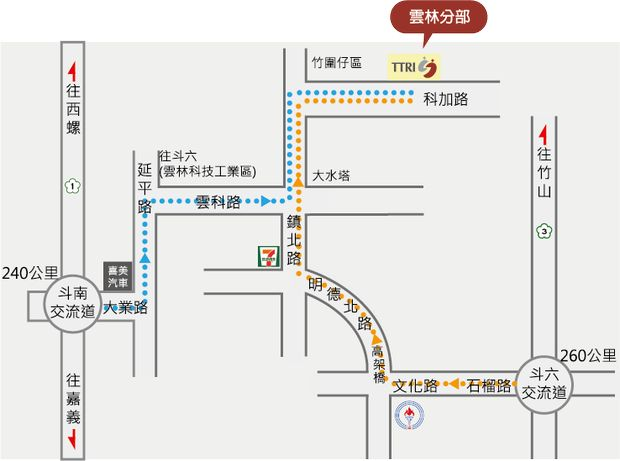 雲林分部
竹圍仔區
TTRI
科加路
往西螺
1
往斗六
(雲林科技工業區)
延平路
大水塔
往竹山
雲科路
3
鎮北路
7
ELEVEN
240公里
嘉美
汽車
斗南
交流道
大業路
明德北路
高架橋
260公里
往嘉義
文化路
石榴路
斗六
交流道